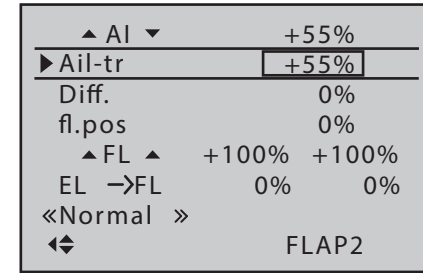 ▲ AI ▼ +55%
▶Ail-tr +55%
Diff. 0%
fl.pos 0%
▲FL ▲ +100% +100%
EL —>FL 0% 0%
«Normal »
FLAP2